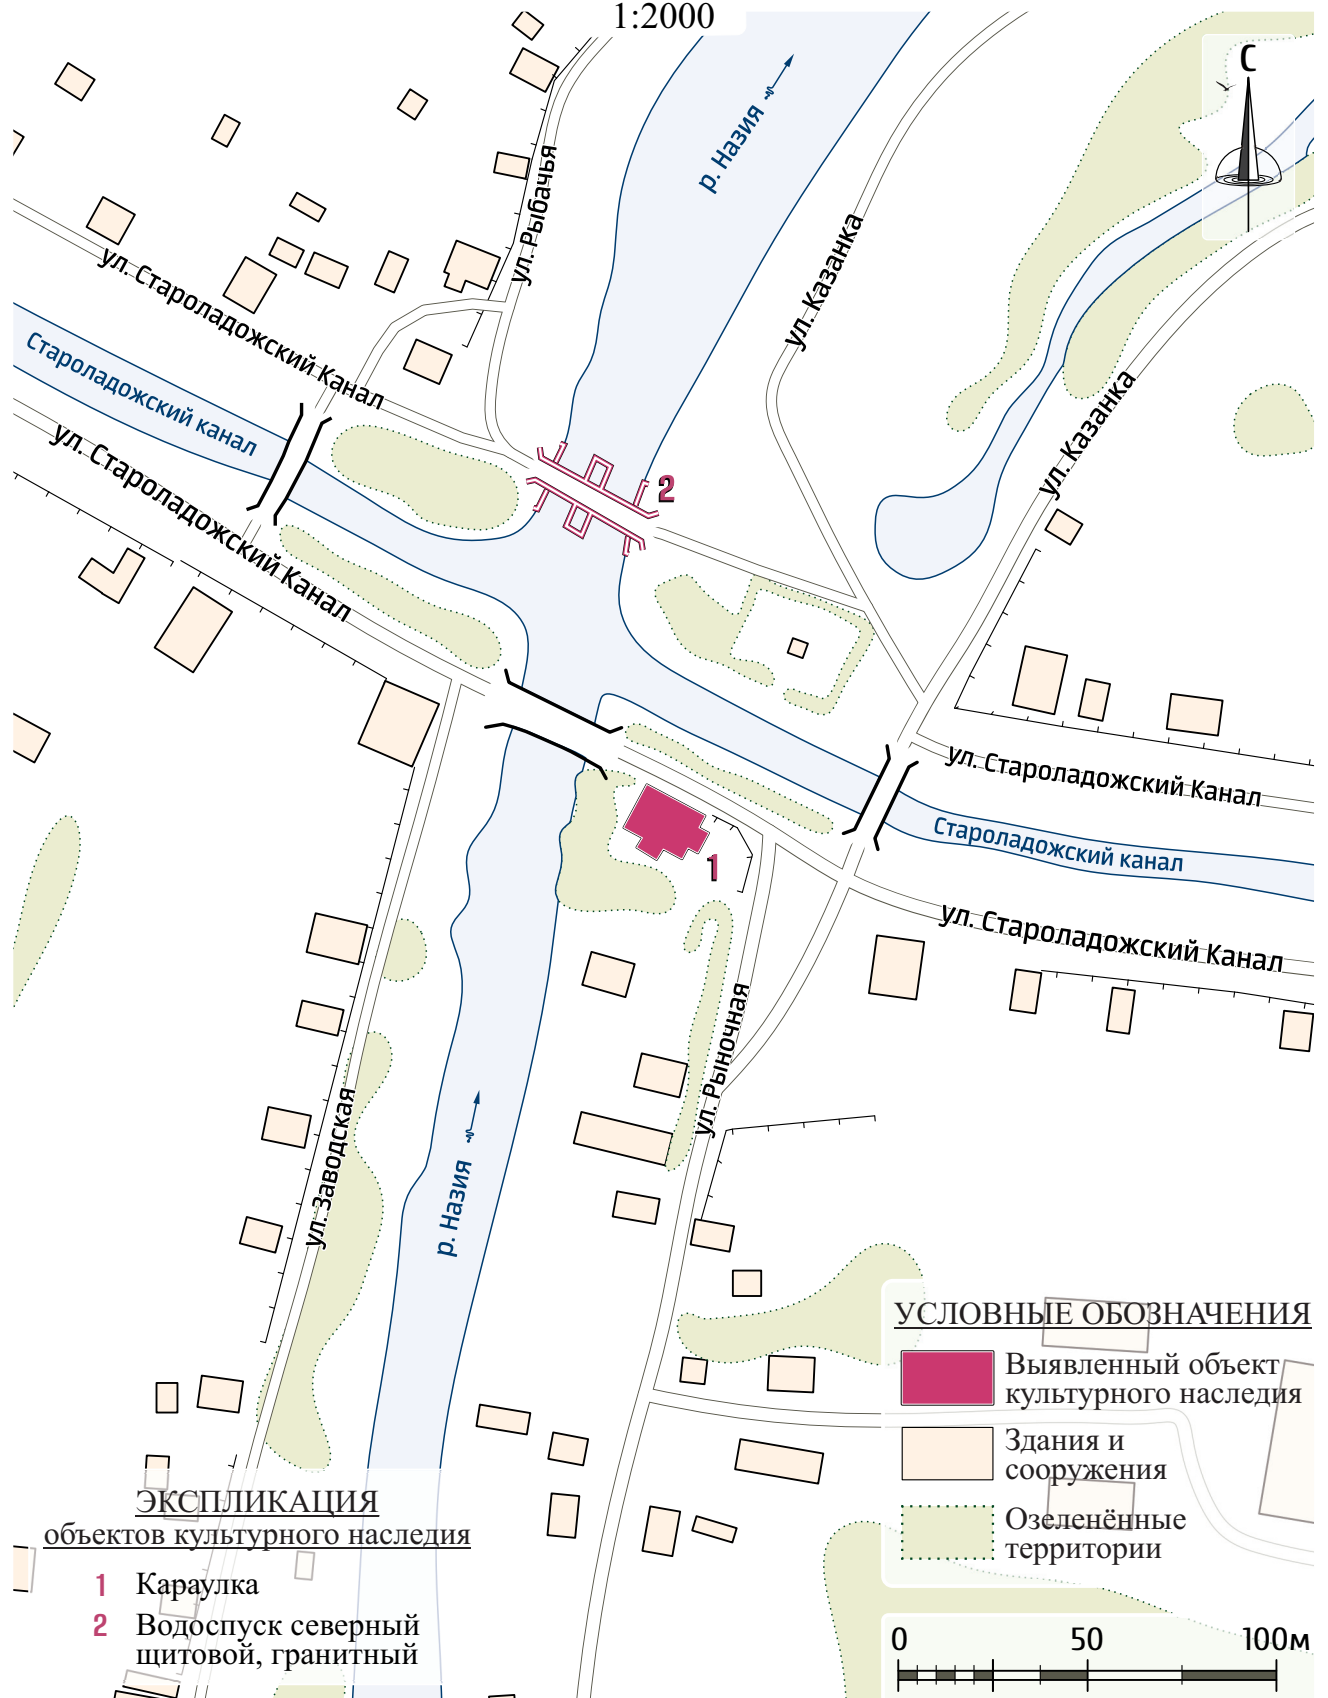 1:2000
С
р. Назия
ул. Рыбачья
ул. Казанка
ул. Староладожский Канал
Староладожский канал
ул. Казанка
ул. Староладожский Канал
2
ул. Староладожский Канал
Староладожский канал
1
ул. Староладожский Канал
ул. Рыночная
ул. Заводская
р. Назия
УСЛОВНЫЕ ОБОЗНАЧЕНИЯ
Выявленный объект
культурного наследия
Здания и
сооружения
Озеленённые
территории
ЭКСПЛИКАЦИЯ
объектов культурного наследия
1 Караулка
2 Водоспуск северный
щитовой, гранитный
0 50 100м